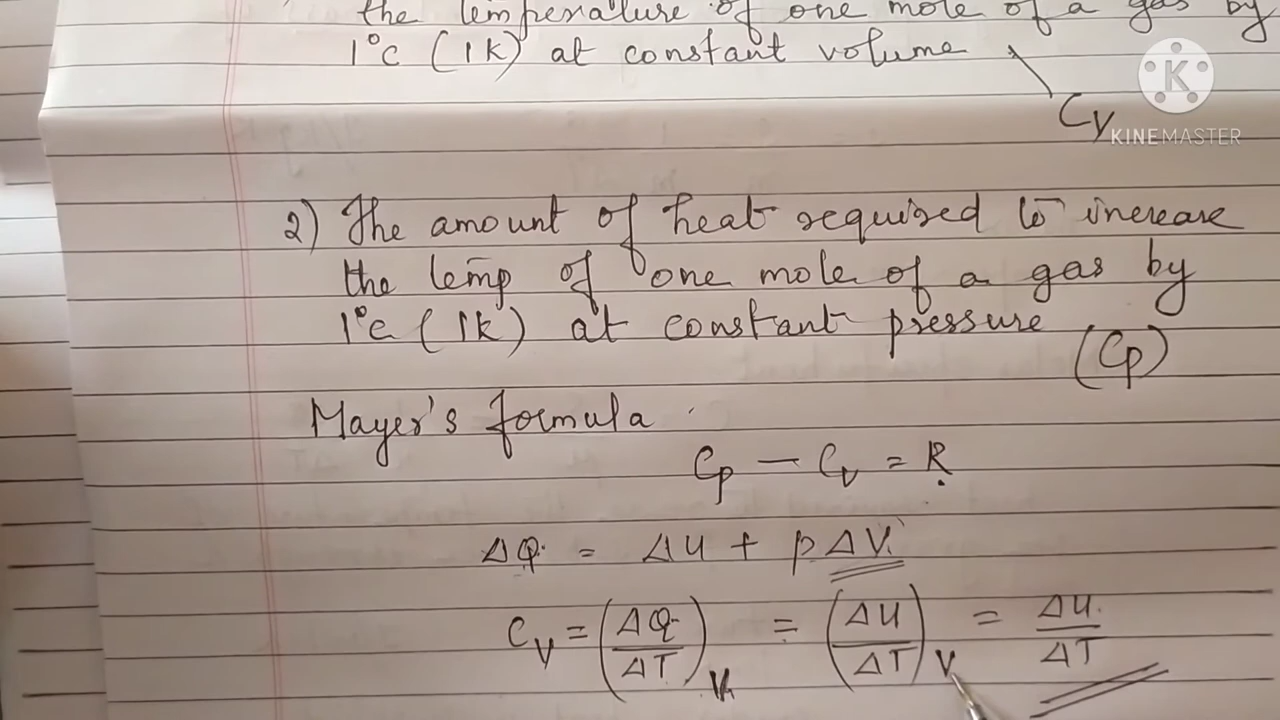 the temperature of one mole of a gas by
1°C (1K) at constant volume
Cv
KINEMASTER
2) The amount of heat required to increase
the temp of one mole of a gas by
1°C (1K) at constant pressure
(Cp)
Mayer's formula
Cp — Cv = R
ΔQ = ΔU + PΔV
Cv = (ΔQ/ΔT)v = (ΔU/ΔT)v = ΔU/ΔT